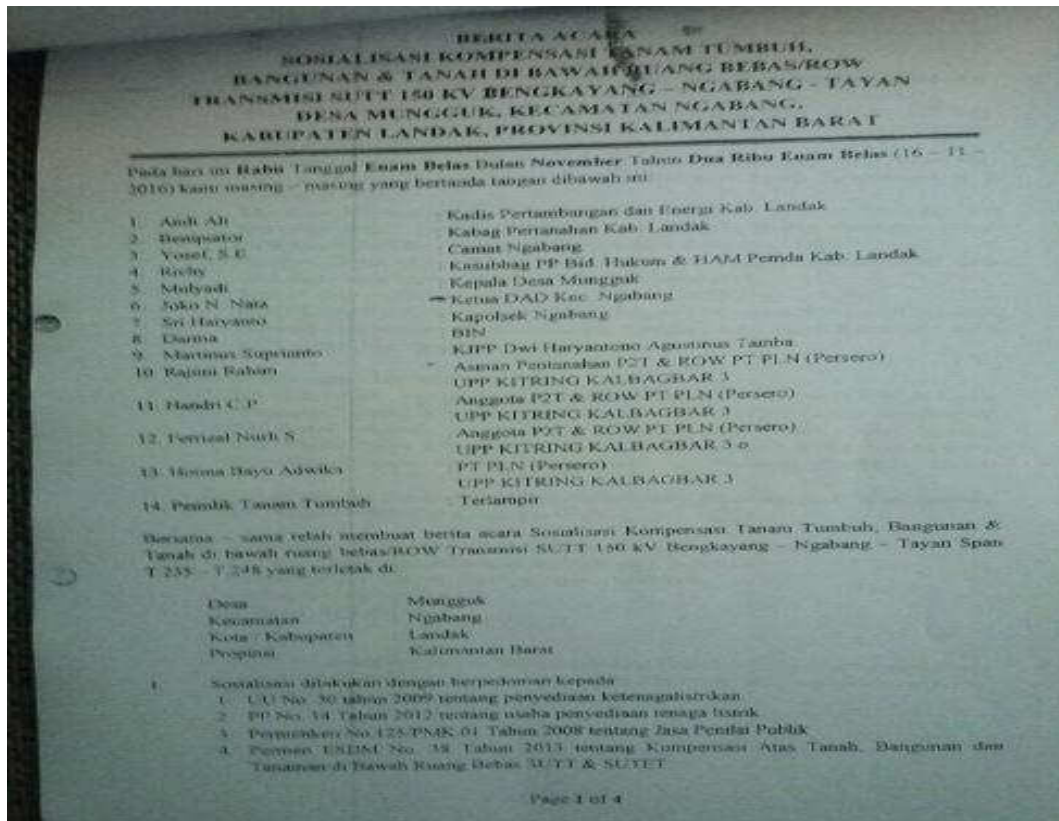 BERITA ACARA
SOSIALISASI KOMPENSASI TANAM TUMBUH,
BANGUNAN & TANAH DI BAWAH RUANG BEBAS/ROW
TRANSMISI SUTT 150 KV BENGKAYANG – NGABANG - TAYAN
DESA MUNGGUK, KECAMATAN NGABANG,
KABUPATEN LANDAK, PROVINSI KALIMANTAN BARAT
Pada hari ini Rabu Tanggal Enam Belas Bulan November Tahun Dua Ribu Enam Belas (16 – 11 –
2016) kami masing – masing yang bertanda tangan dibawah ini:
1. Andi Ali : Kadis Pertambangan dan Energi Kab. Landak
2. : Kabag Pertanahan Kab. Landak
3. Yosef, S.E : Camat Ngabang
4. : Kasubbag PP Bid. Hukum & HAM Pemda Kab. Landak
5. Mulyadi : Kepala Desa Mungguk
6. Joko N. Nata : Ketua DAD Kec. Ngabang
7. Sri Haryanto : Kapolsek Ngabang
8. Darma : BIN
9. Martinus Suprianto : KJPP Dwi Haryantono Agustinus Tamba
10. Rajimi Rahan : Asman Pertanahan P2T & ROW PT PLN (Persero)
UPP KITRING KALBAGBAR 3
11. Handri C.P : Anggota P2T & ROW PT PLN (Persero)
UPP KITRING KALBAGBAR 3
12. S : Anggota P2T & ROW PT PLN (Persero)
UPP KITRING KALBAGBAR 3
13. Bayu Adwika : PT PLN (Persero)
UPP KITRING KALBAGBAR 3
14. Pemilik Tanam Tumbuh : Terlampir
Bersama – sama telah membuat berita acara Sosialisasi Kompensasi Tanam Tumbuh, Bangunan &
Tanah di bawah ruang bebas/ROW Transmisi SUTT 150 kV Bengkayang – Ngabang – Tayan Span
T.235 – T.248 yang terletak di:
Desa : Mungguk
Kecamatan : Ngabang
Kota / Kabupaten : Landak
Propinsi : Kalimantan Barat
I. Sosialisasi dilakukan dengan berpedoman kepada
1. UU No. 30 tahun 2009 tentang penyediaan ketenagalistrikan
2. PP No. 14 Tahun 2012 tentang usaha penyediaan tenaga listrik
3. Permenkeu No.125/PMK.01 Tahun 2008 tentang Jasa Penilai Publik
4. Permen ESDM No. 38 Tahun 2013 tentang Kompensasi Atas Tanah, Bangunan dan
Tanaman di Bawah Ruang Bebas SUTT & SUTET
Page 1 of 4